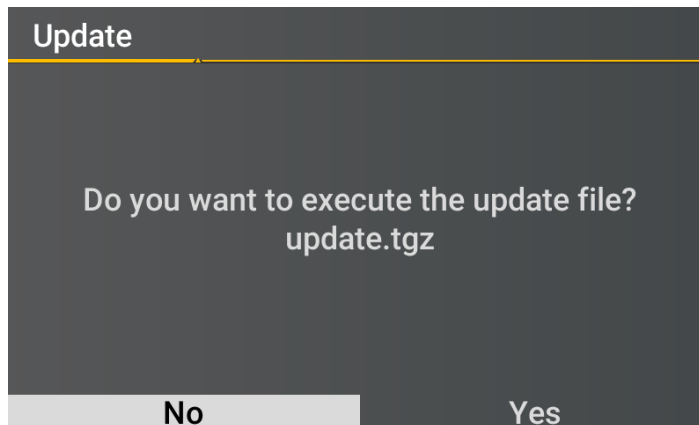 Update
Do you want to execute the update file?
update.tgz
No
Yes